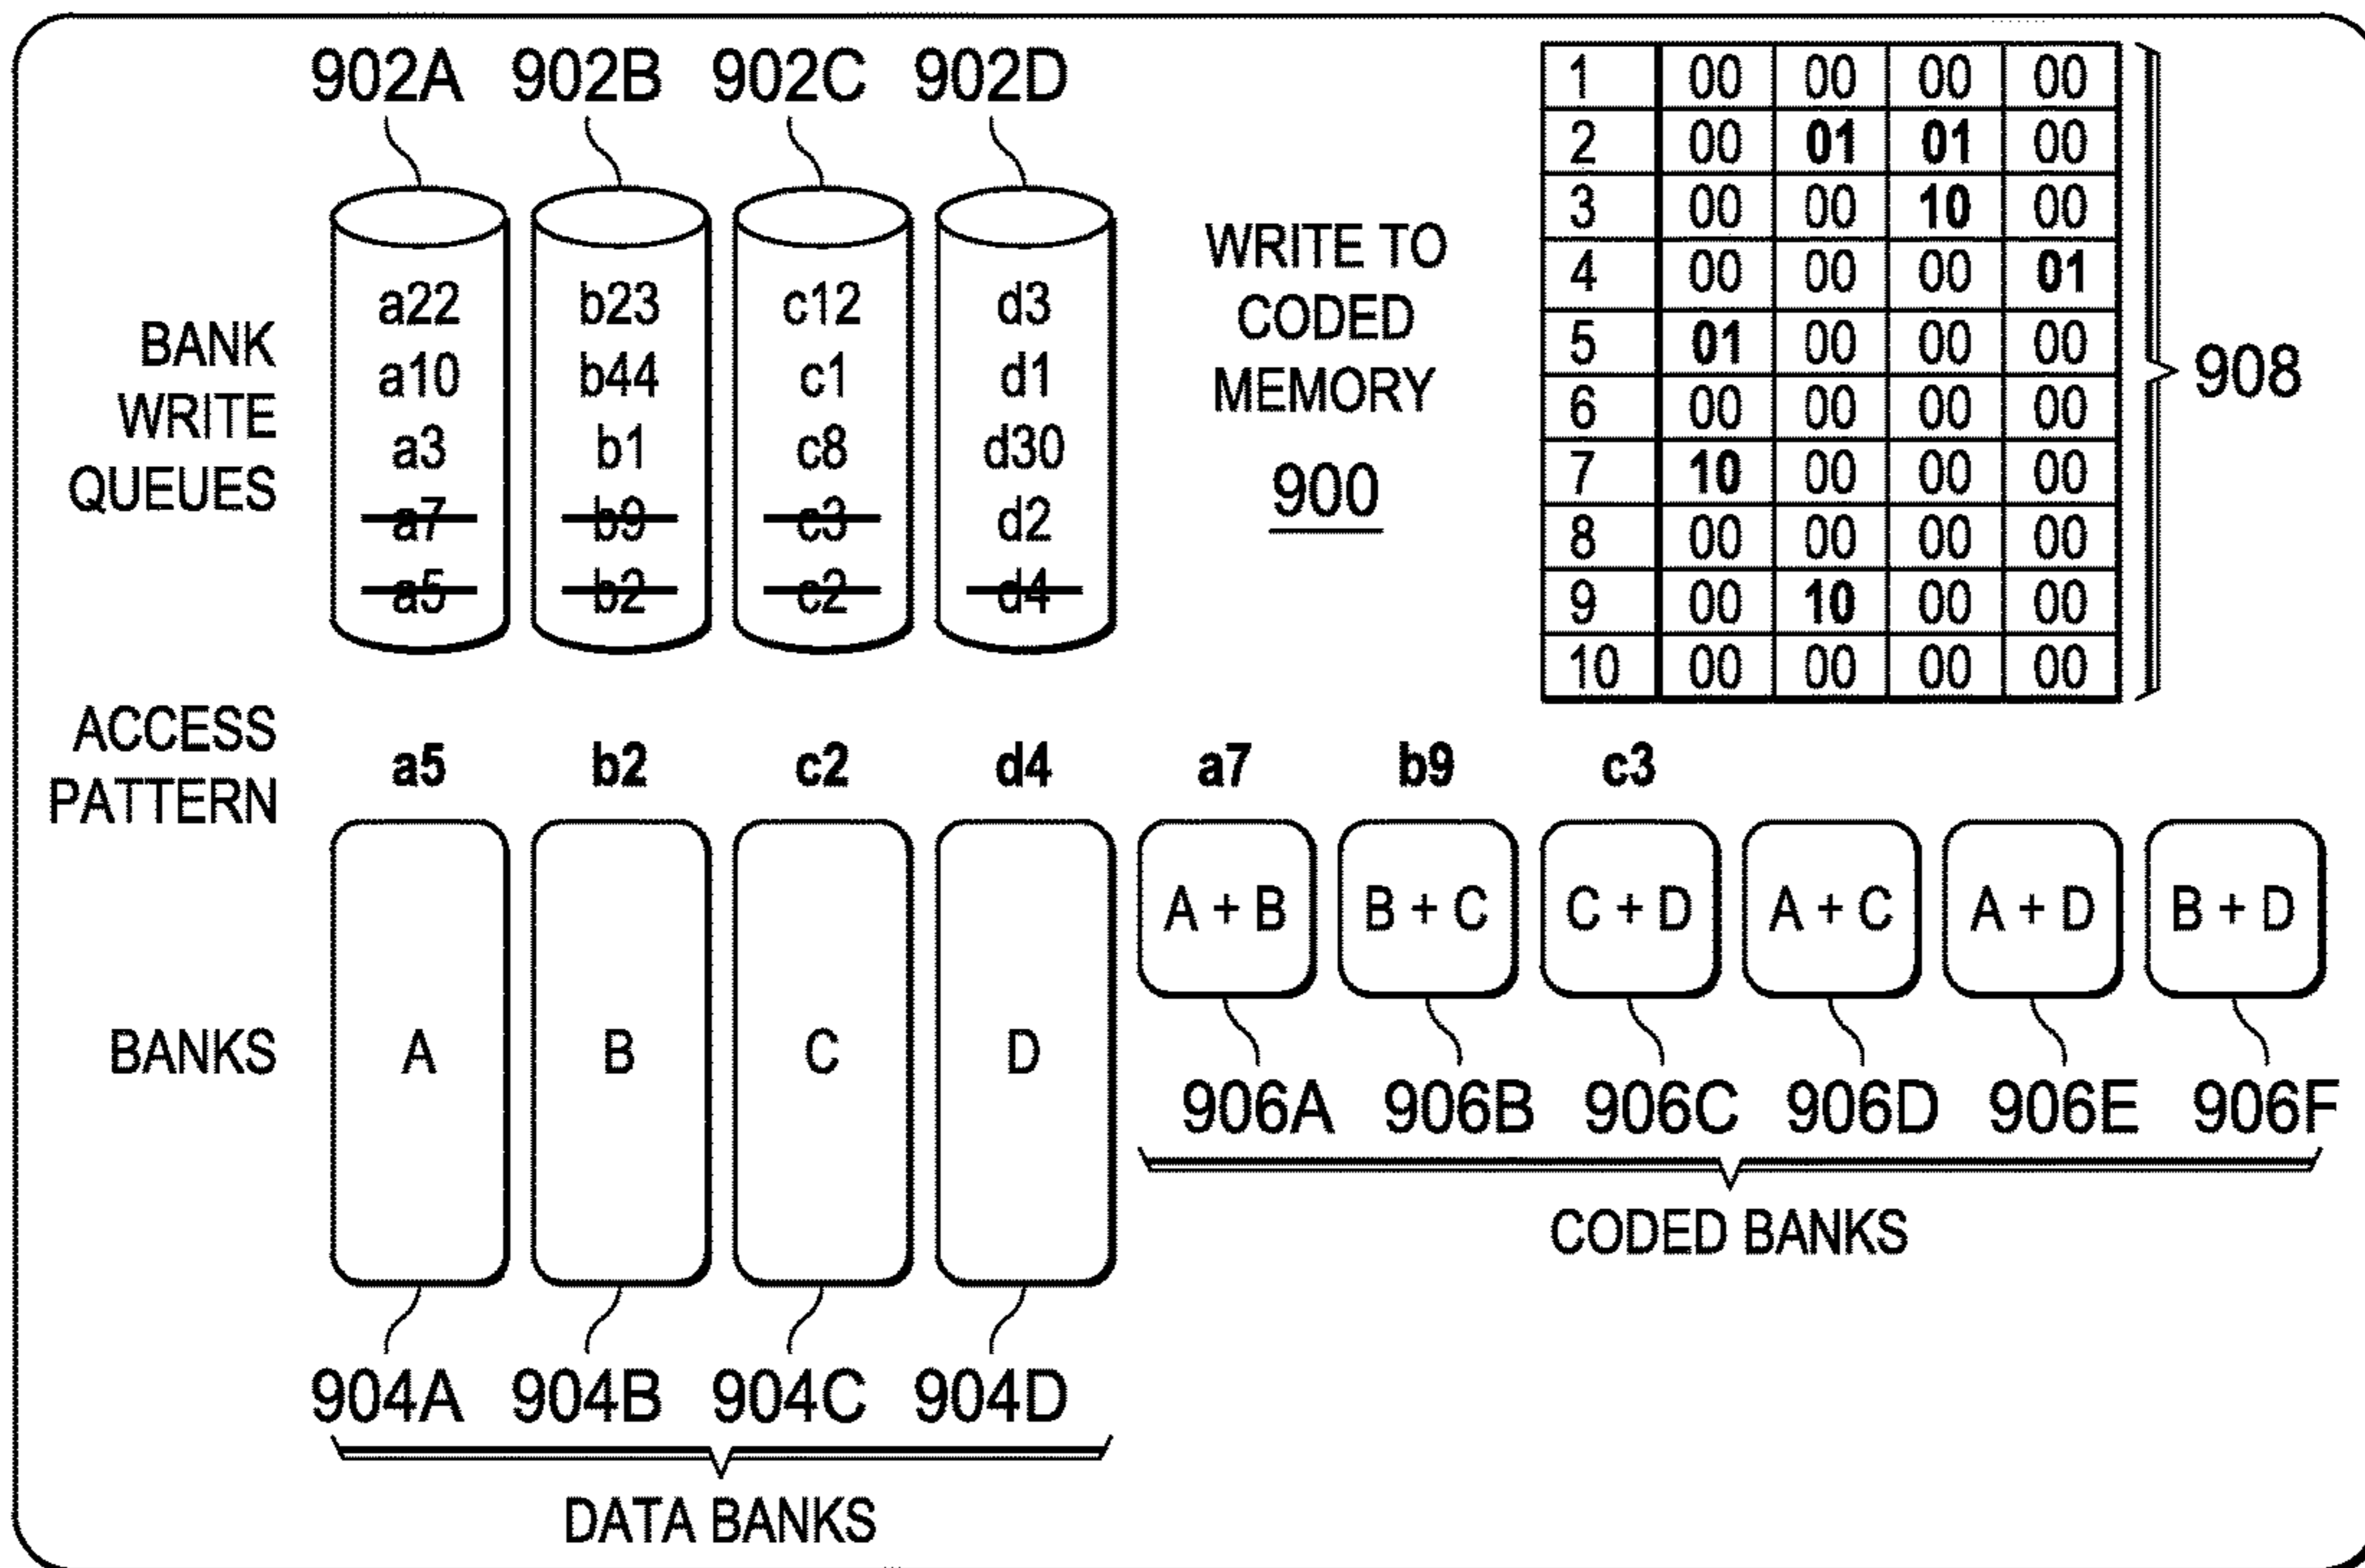 902A 902B 902C 902D
BANK
WRITE
QUEUES
a22 b23 c12 d3
a10 b44 c1 d1
a3 b1 c8 d30
a7 b9 c3 d2
a5 b2 c2 d4
WRITE TO
CODED
MEMORY
900
1 00 00 00 00
2 00 01 01 00
3 00 00 10 00
4 00 00 00 01
5 01 00 00 00
6 00 00 00 00
7 10 00 00 00
8 00 00 00 00
9 00 10 00 00
10 00 00 00 00
908
ACCESS
PATTERN
a5 b2 c2 d4 a7 b9 c3
BANKS
A B C D
A + B B + C C + D A + C A + D B + D
906A 906B 906C 906D 906E 906F
CODED BANKS
904A 904B 904C 904D
DATA BANKS